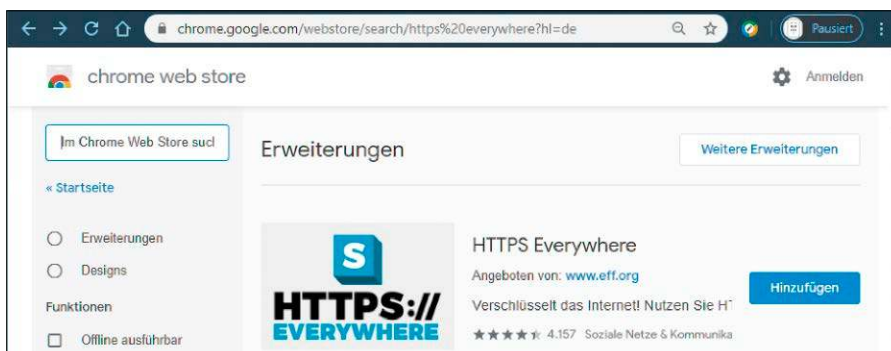 chrome.google.com/webstore/search/https%20everywhere?hl=de
Pausiert
chrome web store
Anmelden
Im Chrome Web Store sucl
« Startseite
Erweiterungen
Designs
Funktionen
Offline ausführbar
Erweiterungen
Weitere Erweiterungen
S
HTTPS://
EVERYWHERE
HTTPS Everywhere
Angeboten von: www.eff.org
Verschlüsselt das Internet! Nutzen Sie HT
4.157 Soziale Netze & Kommunika
Hinzufügen